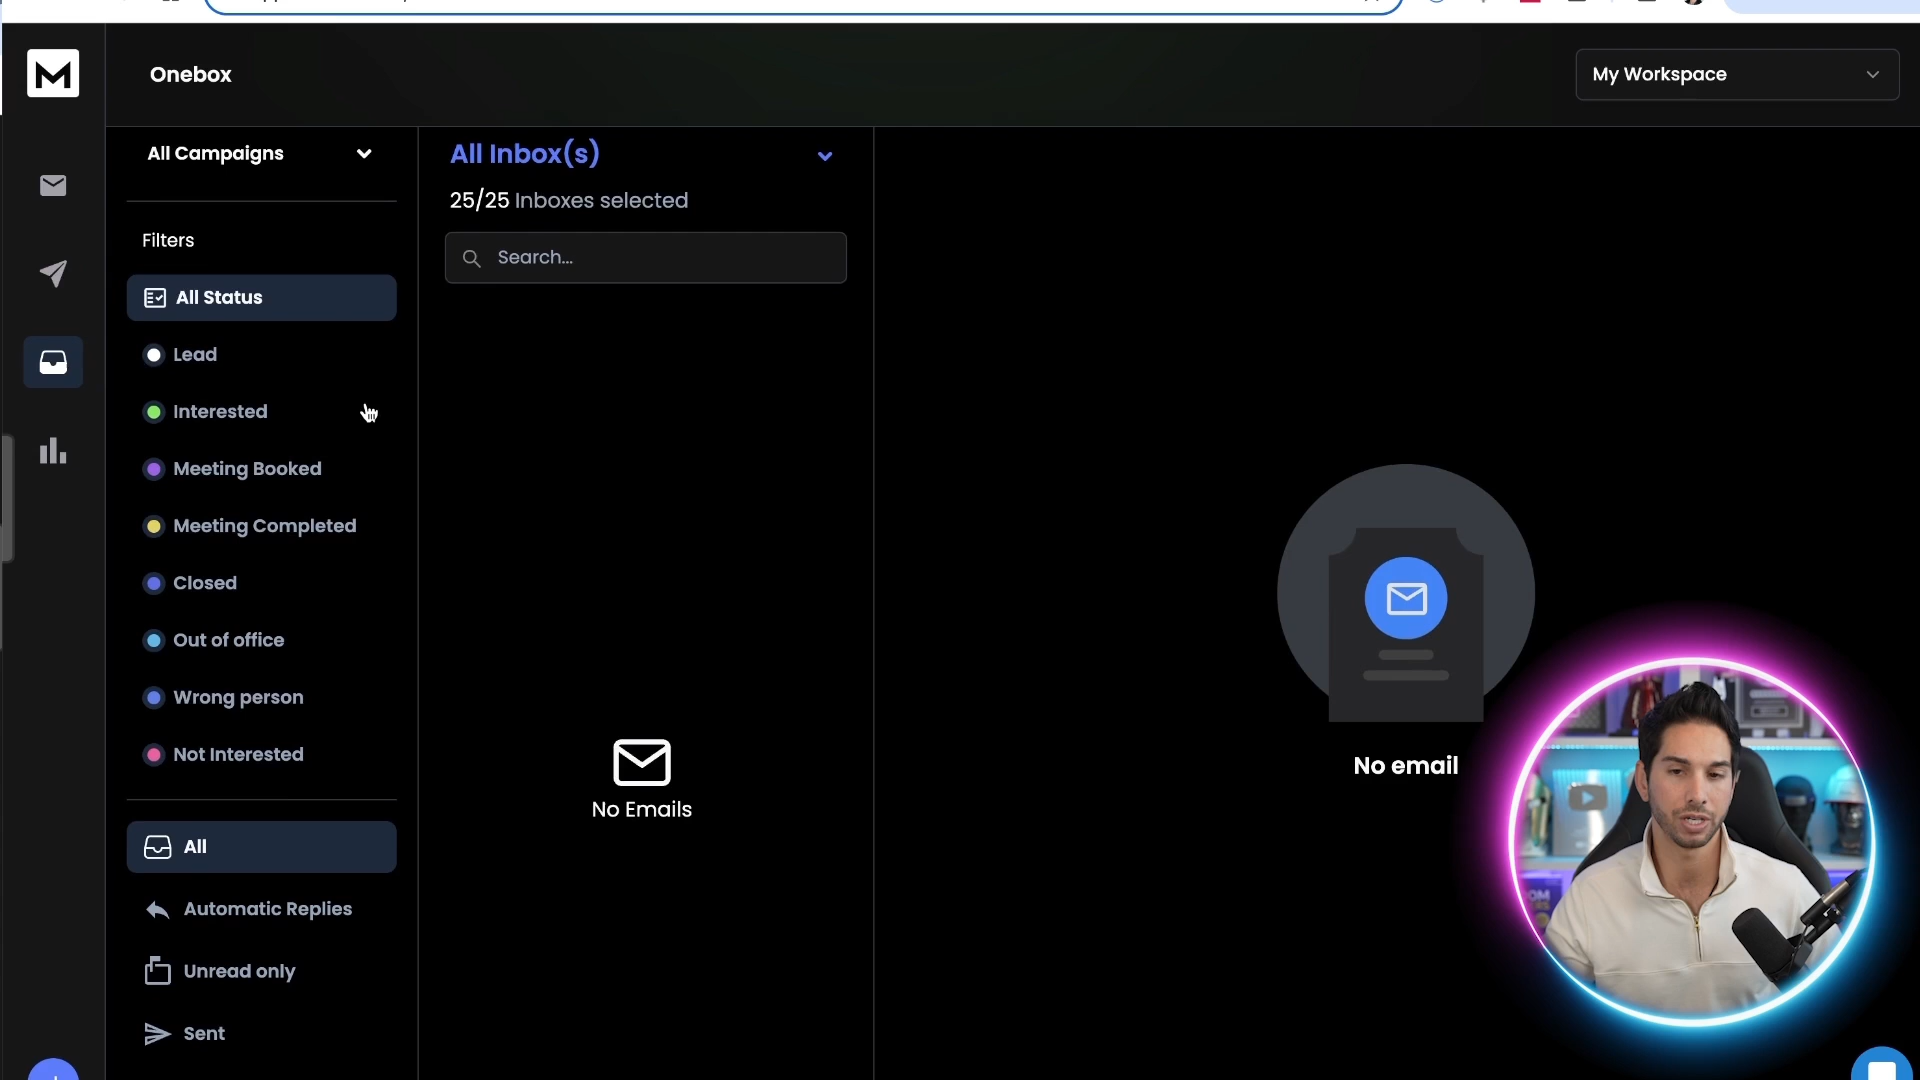 Onebox
My Workspace
All Campaigns
Filters
All Status
Lead
Interested
Meeting Booked
Meeting Completed
Closed
Out of office
Wrong person
Not Interested
All
Automatic Replies
Unread only
Sent
All Inbox(s)
25/25 Inboxes selected
Search...
No Emails
No email